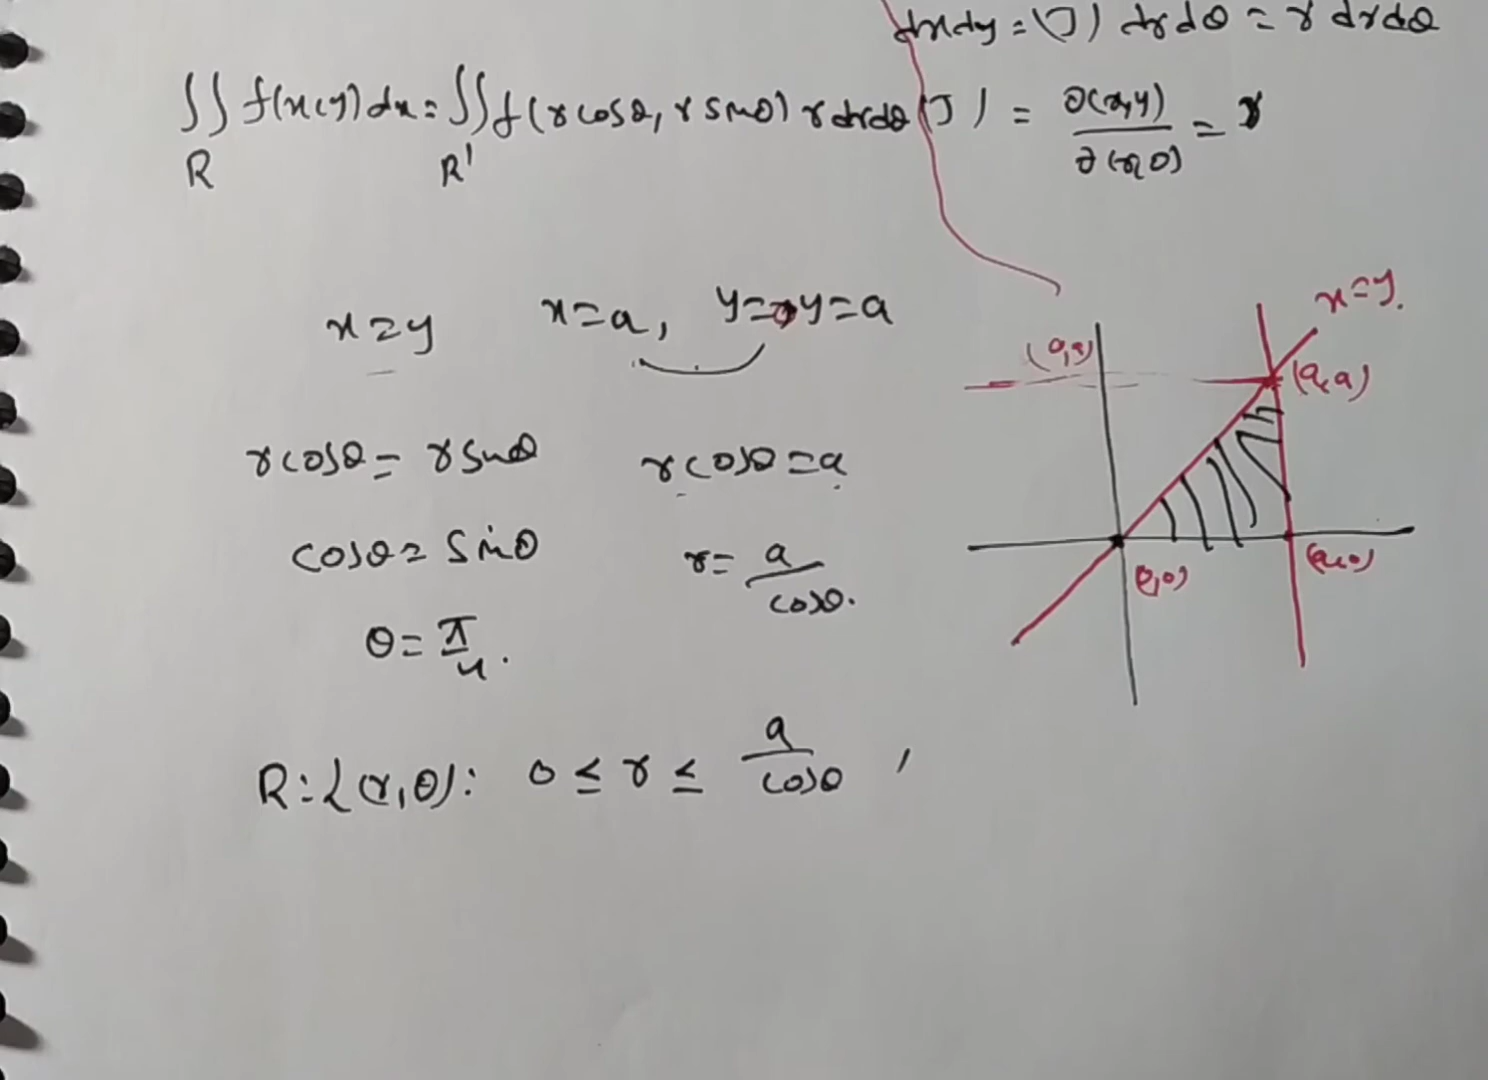 dxdy = |J| drdθ = r drdθ
∬ f(x,y) dx = ∬ f(r cosθ, r sinθ) r drdθ |J| = ∂(x,y) / ∂(r,θ) = r
R R'
x = y x = a, y = y = a
x = y.
(0,a) (a,a)
r cosθ = r sinθ r cosθ = a
cosθ = sinθ r = a / cosθ.
(0,0) (a,0)
θ = π/4.
R: {(r,θ): 0 ≤ r ≤ a / cosθ ,